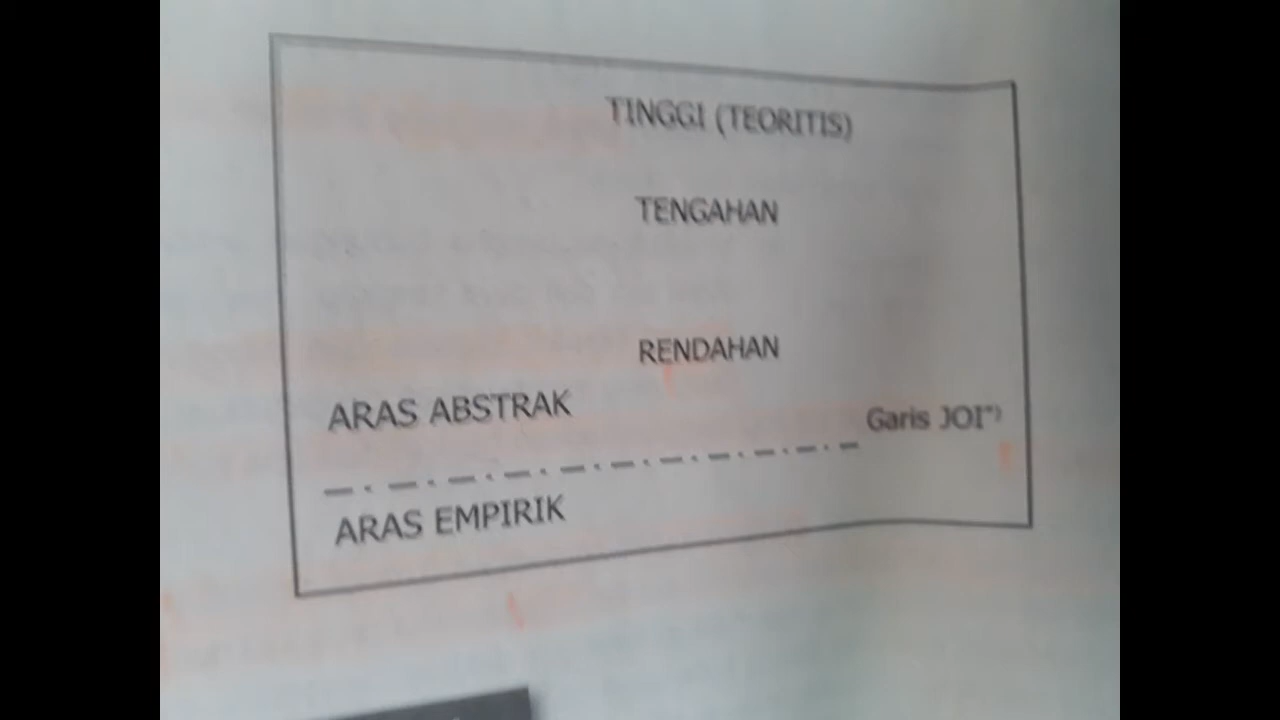 TINGGI (TEORITIS)
TENGAHAN
RENDAHAN
ARAS ABSTRAK
Garis JOI*)
ARAS EMPIRIK